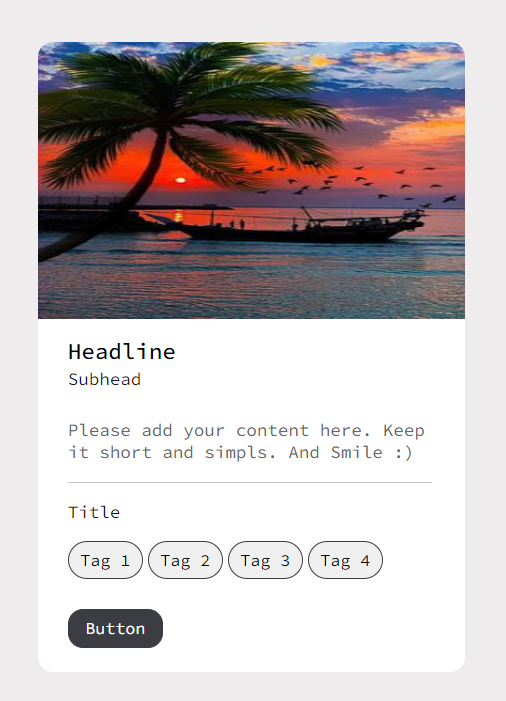 Headline
Subhead
Please add your content here. Keep
it short and simpls. And Smile :)
Title
Tag 1 Tag 2 Tag 3 Tag 4
Button